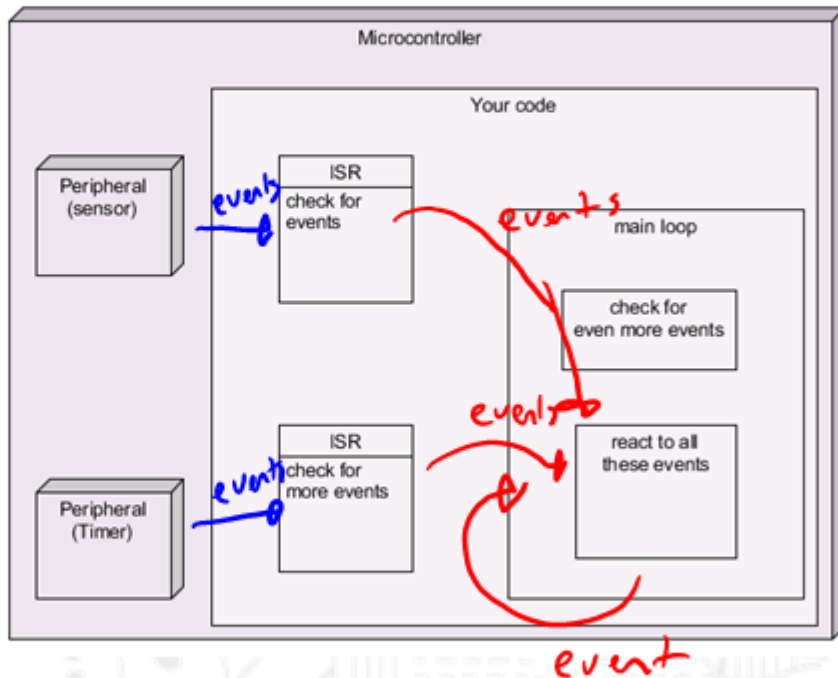 Microcontroller
Your code
Peripheral
(sensor)
events
ISR
check for
events
events
main loop
check for
even more events
events
react to all
these events
Peripheral
(Timer)
events
ISR
check for
more events
event